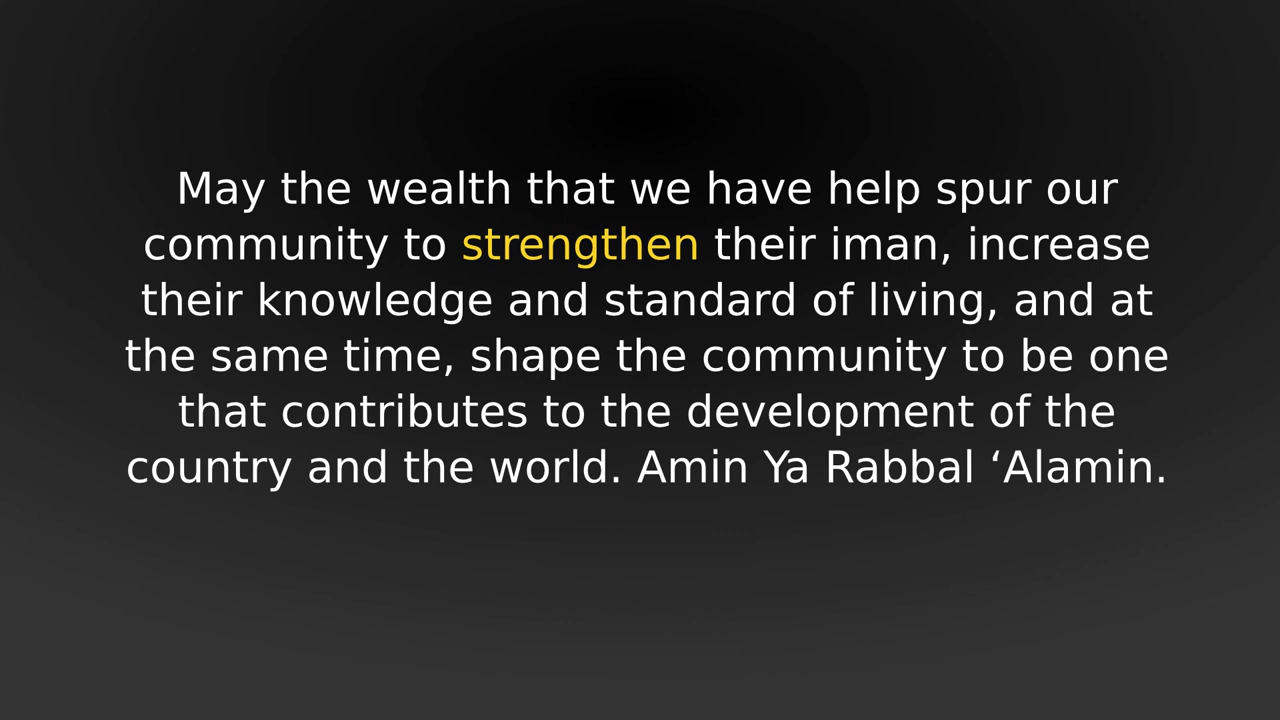 May the wealth that we have help spur our
community to strengthen their iman, increase
their knowledge and standard of living, and at
the same time, shape the community to be one
that contributes to the development of the
country and the world. Amin Ya Rabbal ‘Alamin.